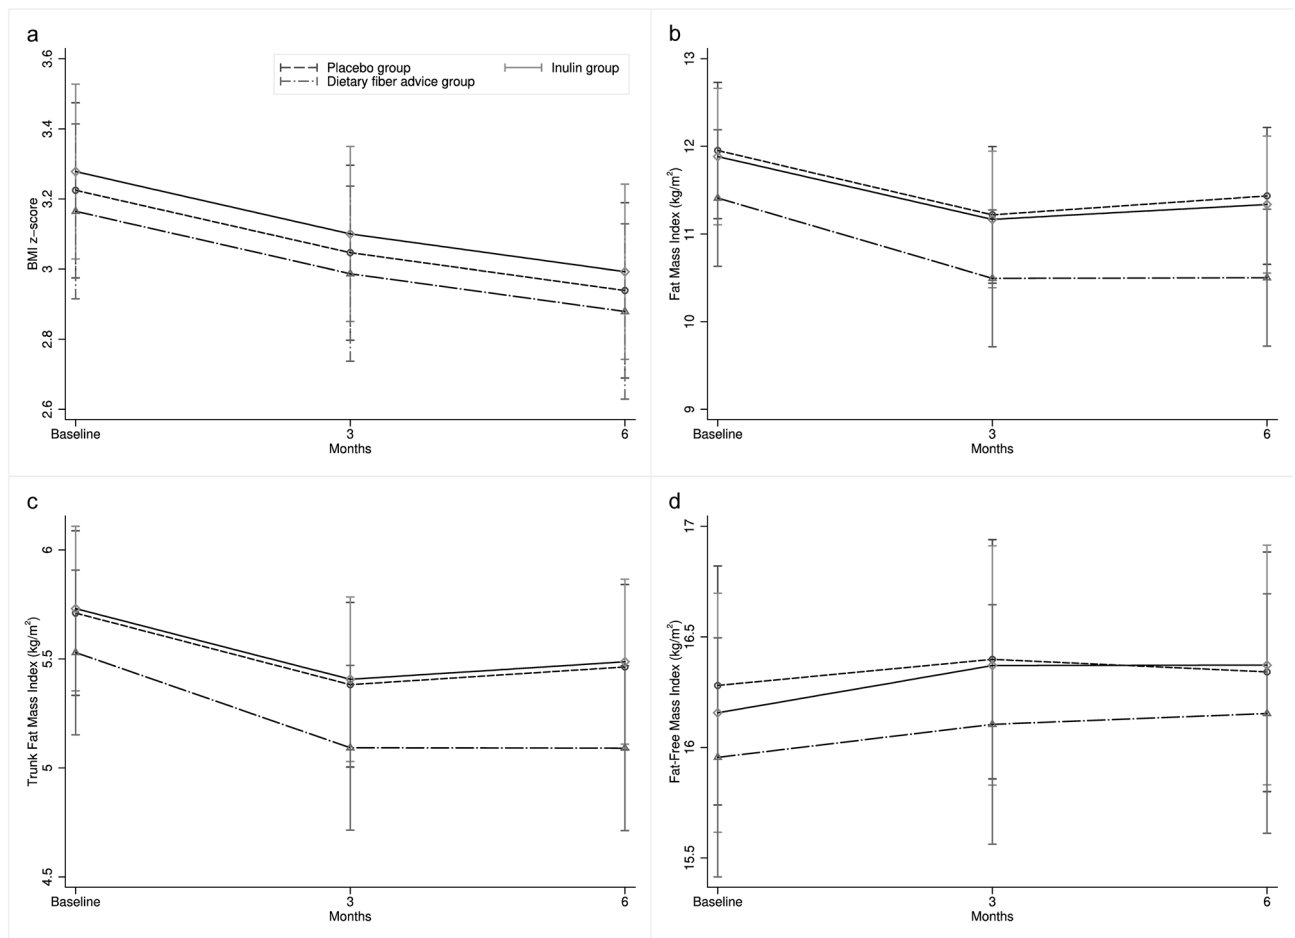 a
3.6
3.4
3.2
3
2.8
2.6
BMI z−score
Placebo group
Inulin group
Dietary fiber advice group
Baseline
3
6
Months
b
13
12
11
10
9
Fat Mass Index (kg/m²)
Baseline
3
6
Months
c
6
5.5
5
4.5
Trunk Fat Mass Index (kg/m²)
Baseline
3
6
Months
d
17
16.5
16
15.5
Fat-Free Mass Index (kg/m²)
Baseline
3
6
Months